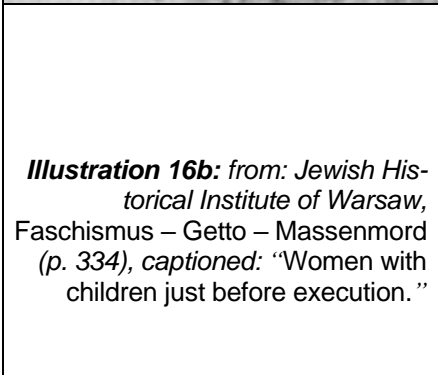 Illustration 16b: from: Jewish His-
torical Institute of Warsaw,
Faschismus – Getto – Massenmord
(p. 334), captioned: “Women with
children just before execution.”